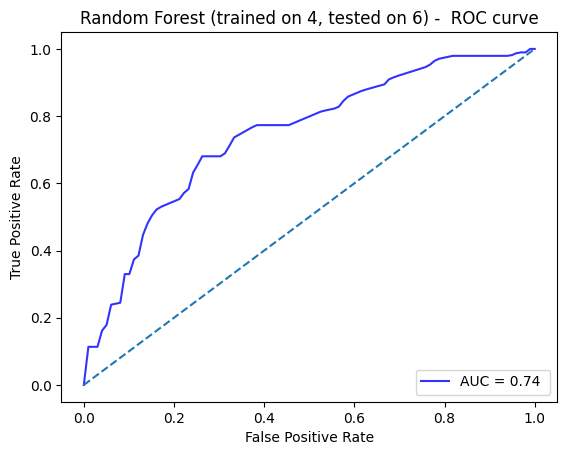 Random Forest (trained on 4, tested on 6) -  ROC curve
True Positive Rate
1.0
0.8
0.6
0.4
0.2
0.0
AUC = 0.74
0.0 0.2 0.4 0.6 0.8 1.0
False Positive Rate